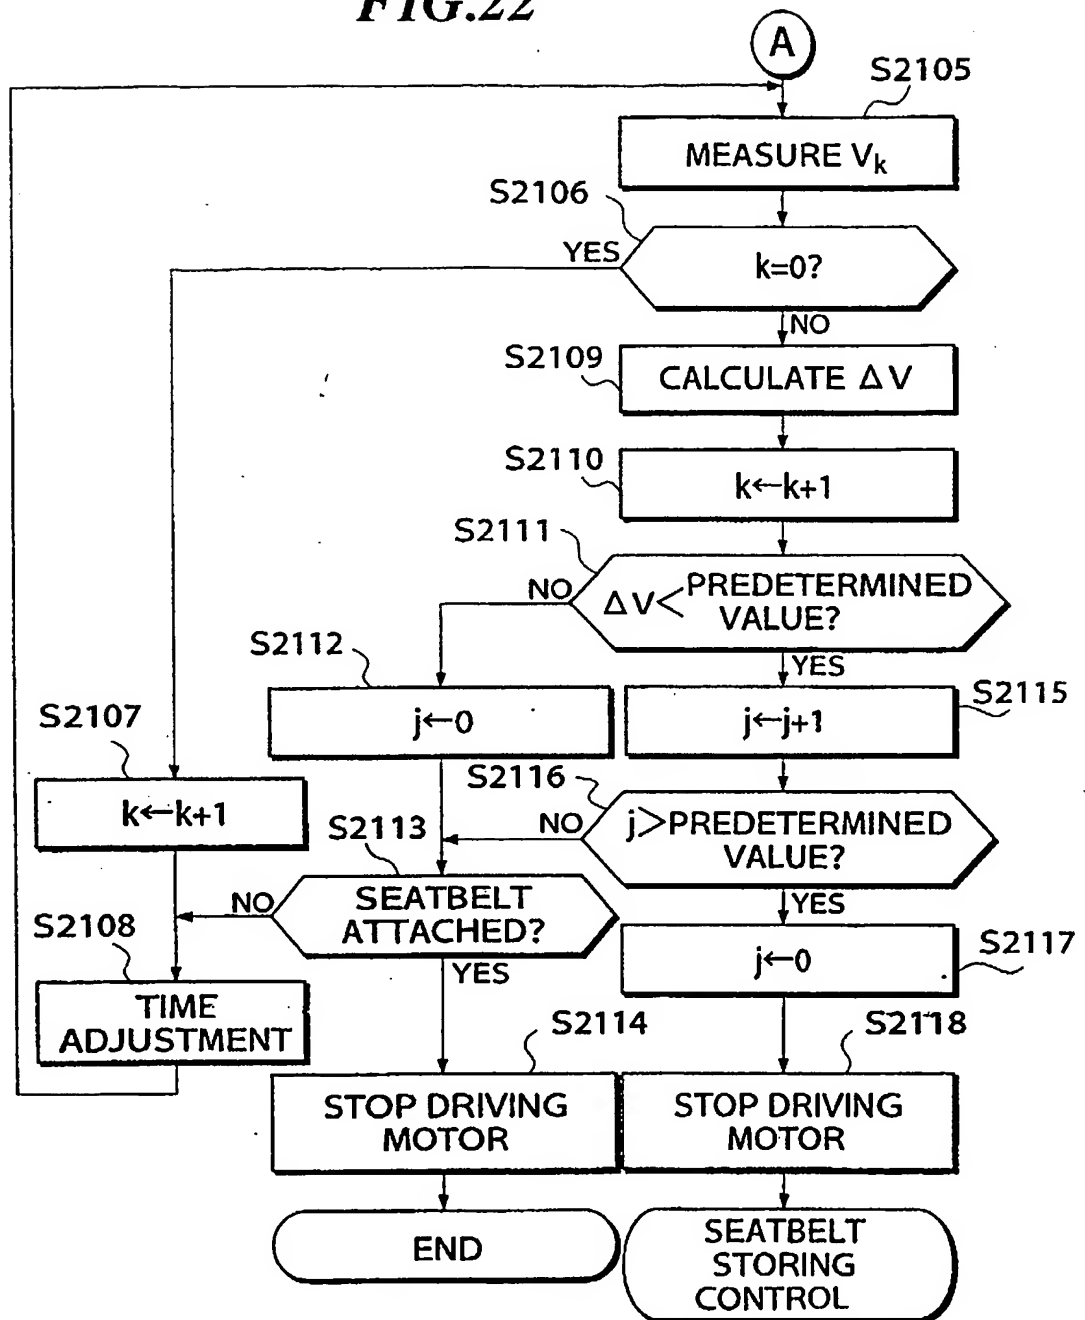 FIG.22
A
S2105
MEASURE Vk
S2106
YES
k=0?
NO
S2109
CALCULATE ΔV
S2110
k←k+1
S2111
NO
ΔV<PREDETERMINED
VALUE?
YES
S2112
j←0
S2115
j←j+1
S2107
k←k+1
S2116
NO
j>PREDETERMINED
VALUE?
YES
S2113
NO
SEATBELT
ATTACHED?
YES
S2108
TIME
ADJUSTMENT
S2117
j←0
S2114
STOP DRIVING
MOTOR
S2118
STOP DRIVING
MOTOR
END
SEATBELT
STORING
CONTROL